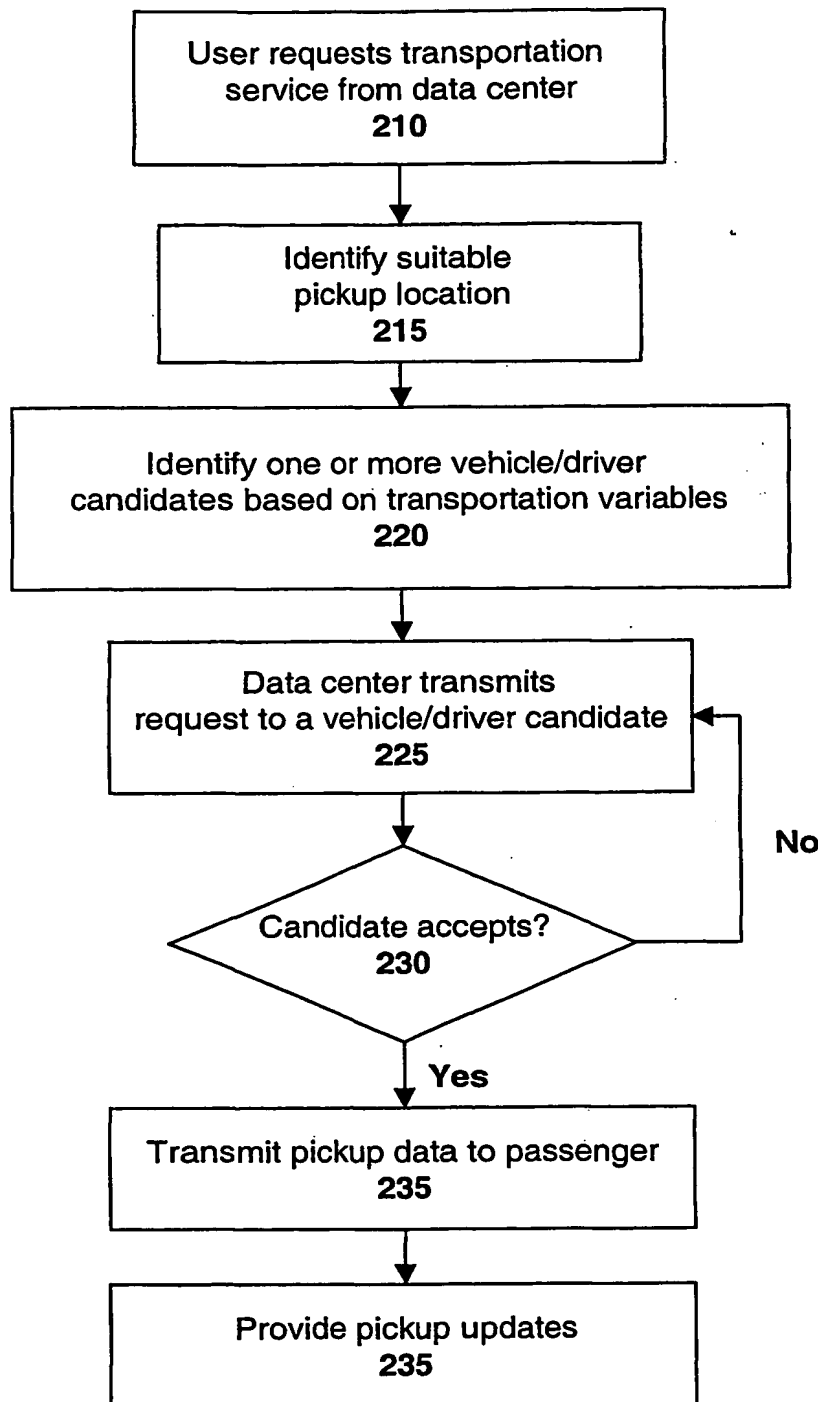 User requests transportation
service from data center
210
Identify suitable
pickup location
215
Identify one or more vehicle/driver
candidates based on transportation variables
220
Data center transmits
request to a vehicle/driver candidate
225
No
Candidate accepts?
230
Yes
Transmit pickup data to passenger
235
Provide pickup updates
235